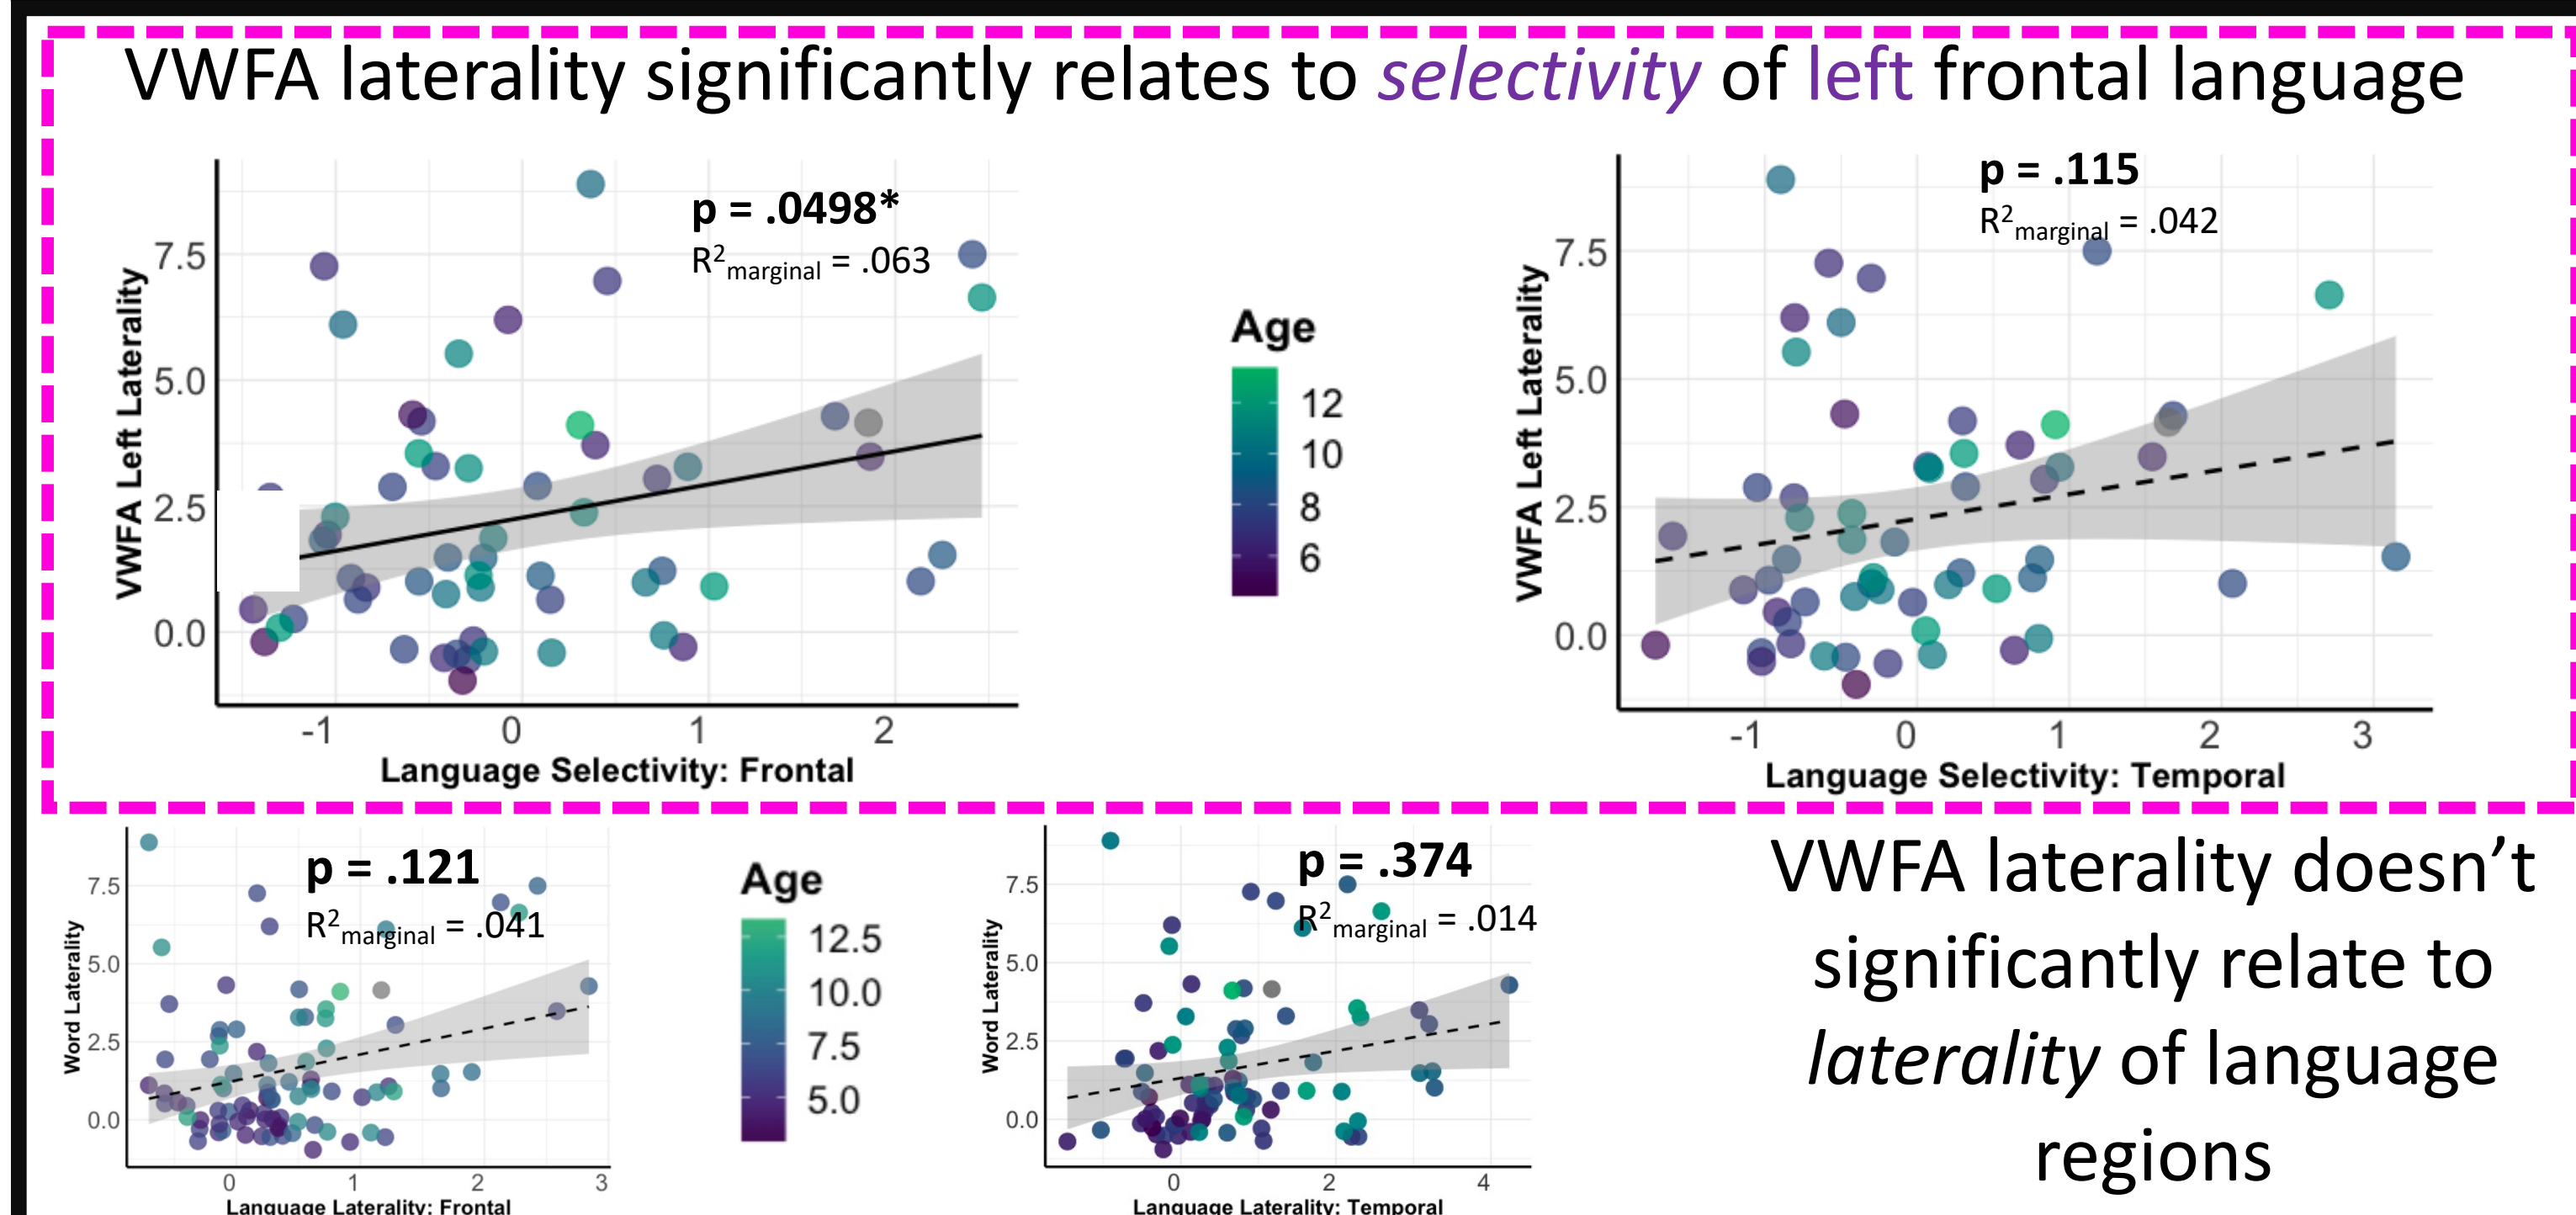 VWFA laterality significantly relates to selectivity of left frontal language
p = .0498*
R²marginal = .063
7.5
5.0
2.5
0.0
VWFA Left Laterality
-1 0 1 2
Language Selectivity: Frontal
Age
12
10
8
6
p = .115
R²marginal = .042
7.5
5.0
2.5
0.0
VWFA Left Laterality
-1 0 1 2 3
Language Selectivity: Temporal
p = .121
R²marginal = .041
7.5
5.0
2.5
0.0
Word Laterality
0 1 2 3
Language Laterality: Frontal
Age
12.5
10.0
7.5
5.0
p = .374
R²marginal = .014
7.5
5.0
2.5
0.0
Word Laterality
0 2 4
Language Laterality: Temporal
VWFA laterality doesn’t
significantly relate to
laterality of language
regions